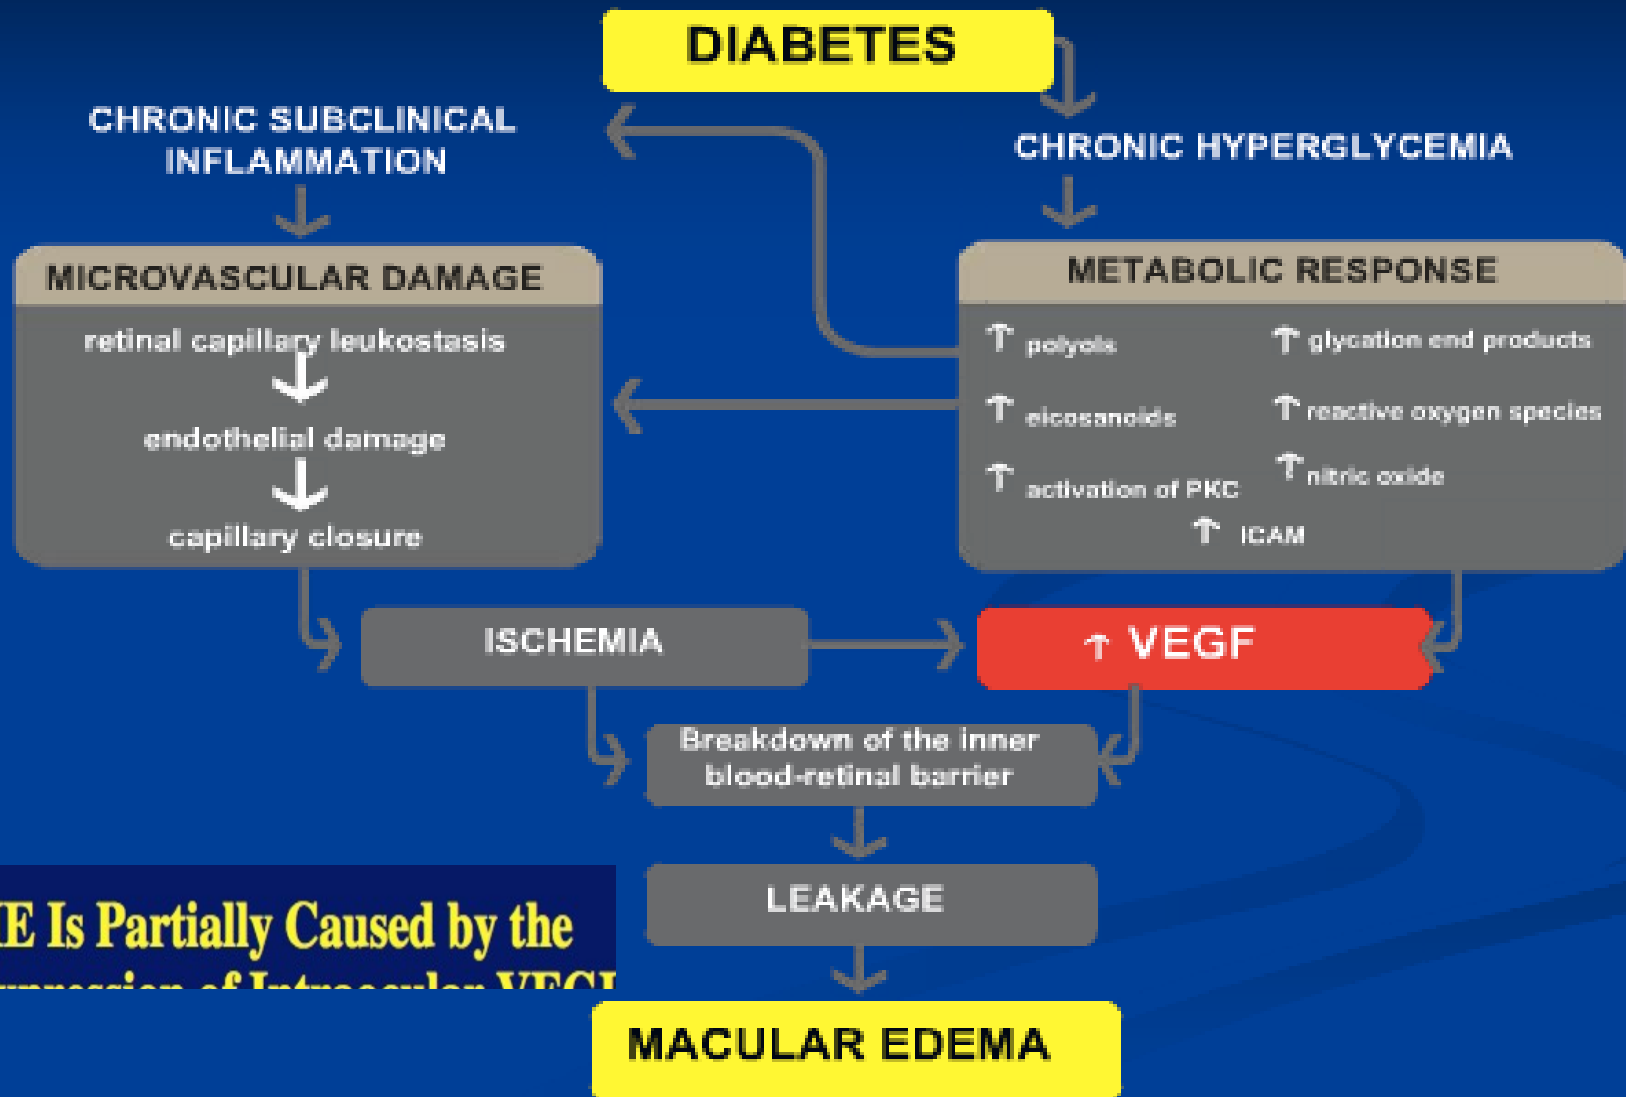 DIABETES
CHRONIC SUBCLINICAL
INFLAMMATION
CHRONIC HYPERGLYCEMIA
MICROVASCULAR DAMAGE
retinal capillary leukostasis
endothelial damage
capillary closure
METABOLIC RESPONSE
↑ polyols
↑ glycation end products
↑ eicosanoids
↑ reactive oxygen species
↑ activation of PKC
↑ nitric oxide
↑ ICAM
ISCHEMIA
↑ VEGF
Breakdown of the inner
blood-retinal barrier
LEAKAGE
Is Partially Caused by the
of Intraocular
MACULAR EDEMA